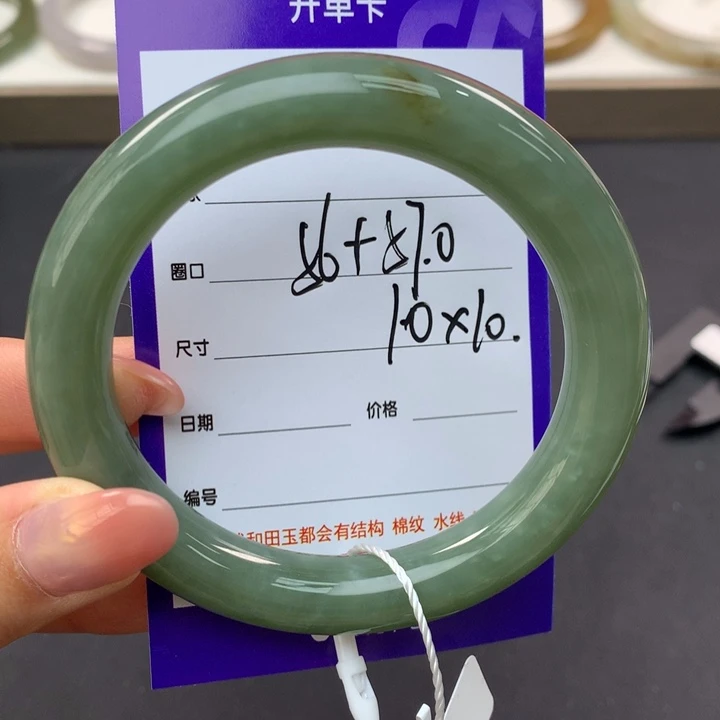 开单卡
圈口 56+57.0
尺寸 10×10.
日期 价格
编号
和田玉都会有结构 棉纹 水线